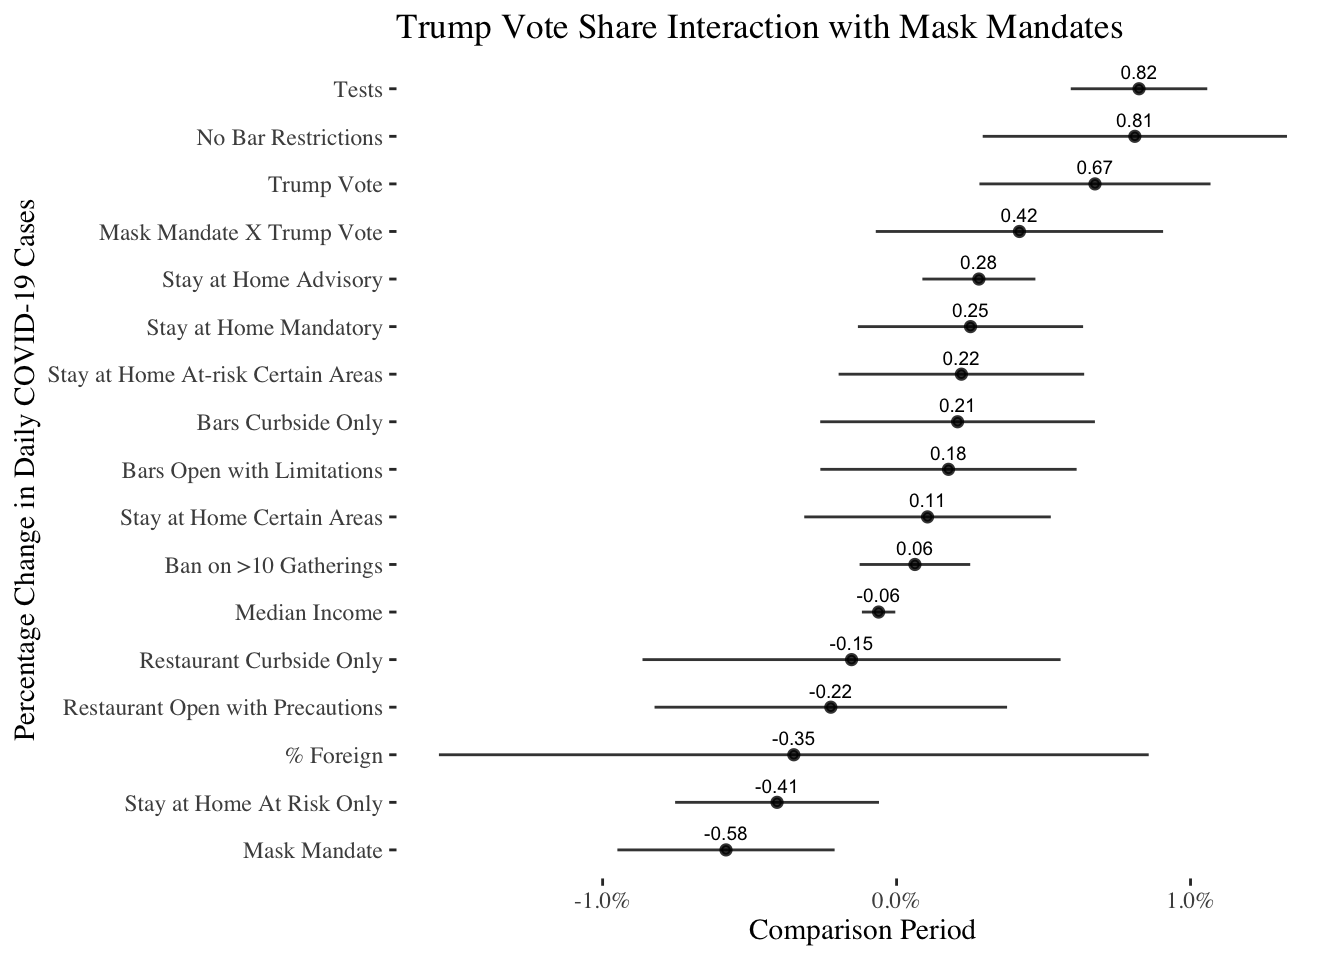 Trump Vote Share Interaction with Mask Mandates
Percentage Change in Daily COVID-19 Cases
Tests 0.82
No Bar Restrictions 0.81
Trump Vote 0.67
Mask Mandate X Trump Vote 0.42
Stay at Home Advisory 0.28
Stay at Home Mandatory 0.25
Stay at Home At-risk Certain Areas 0.22
Bars Curbside Only 0.21
Bars Open with Limitations 0.18
Stay at Home Certain Areas 0.11
Ban on >10 Gatherings 0.06
Median Income -0.06
Restaurant Curbside Only -0.15
Restaurant Open with Precautions -0.22
% Foreign -0.35
Stay at Home At Risk Only -0.41
Mask Mandate -0.58
-1.0% 0.0% 1.0%
Comparison Period